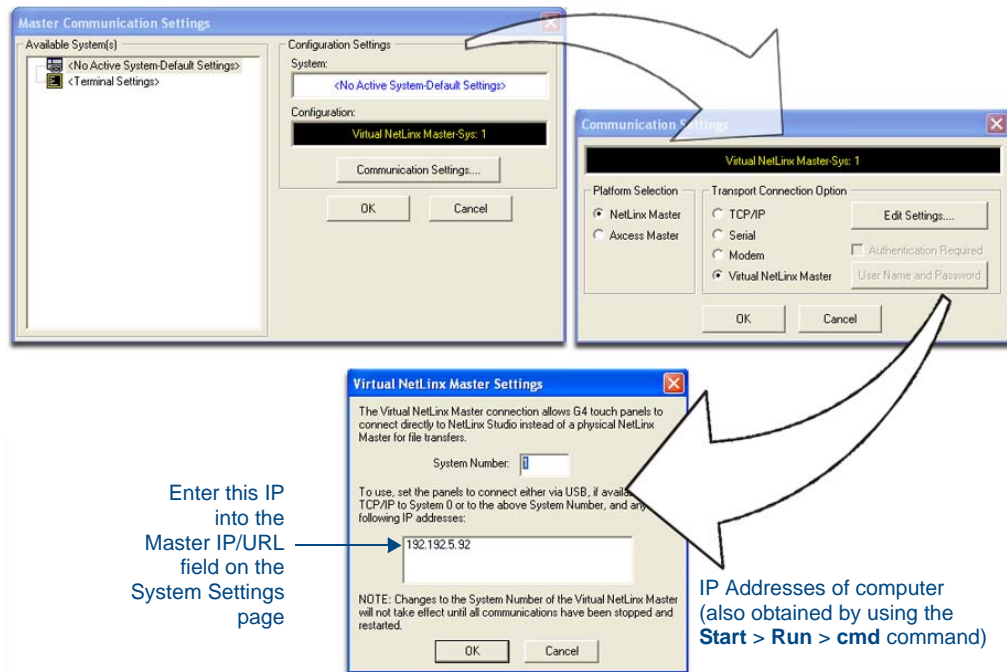 Master Communication Settings
Available System(s)
<No Active System-Default Settings>
<Terminal Settings>
Configuration Settings
System:
<No Active System-Default Settings>
Configuration:
Virtual NetLinx Master-Sys: 1
Communication Settings....
OK
Cancel
Communication Settings
Virtual NetLinx Master-Sys: 1
Platform Selection
NetLinx Master
Axcess Master
Transport Connection Option
TCP/IP
Serial
Modem
Virtual NetLinx Master
Edit Settings....
Authentication Required
User Name and Password
OK
Cancel
Virtual NetLinx Master Settings
The Virtual NetLinx Master connection allows G4 touch panels to
connect directly to NetLinx Studio instead of a physical NetLinx
Master for file transfers.
System Number: 1
To use, set the panels to connect either via USB, if
TCP/IP to System 0 or to the above System Number, and
following IP addresses:
192.192.5.92
NOTE: Changes to the System Number of the Virtual NetLinx Master
will not take effect until all communications have been stopped and
restarted.
OK
Cancel
Enter this IP
into the
Master IP/URL
field on the
System Settings
page
IP Addresses of computer
(also obtained by using the
Start > Run > cmd command)